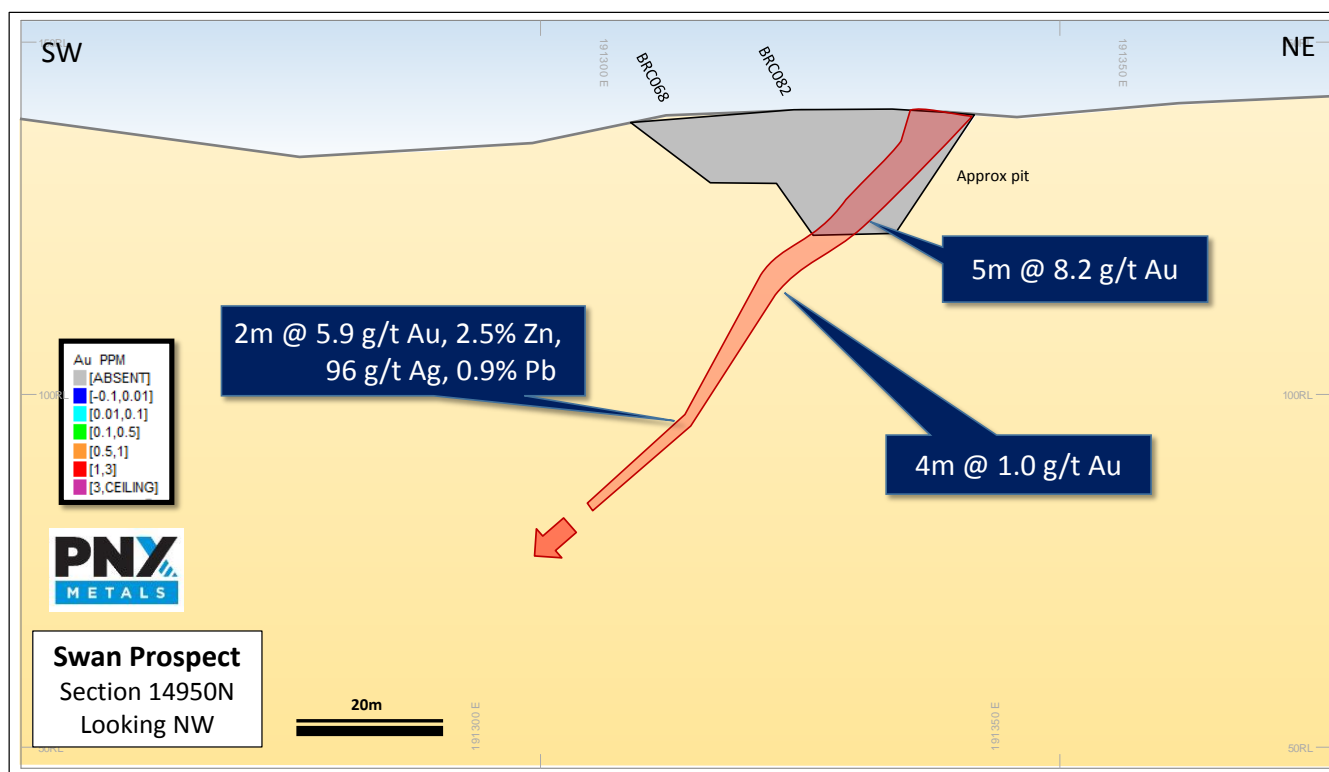 SW
NE
150RL
191300 E
191350 E
BRC068
BRC082
Approx pit
5m @ 8.2 g/t Au
2m @ 5.9 g/t Au, 2.5% Zn,
96 g/t Ag, 0.9% Pb
4m @ 1.0 g/t Au
Au PPM
[ABSENT]
[-0.1,0.01]
[0.01,0.1]
[0.1,0.5]
[0.5,1]
[1,3]
[3,CEILING]
100RL
100RL
PNX
METALS
Swan Prospect
Section 14950N
Looking NW
20m
191300 E
191350 E
50RL
50RL